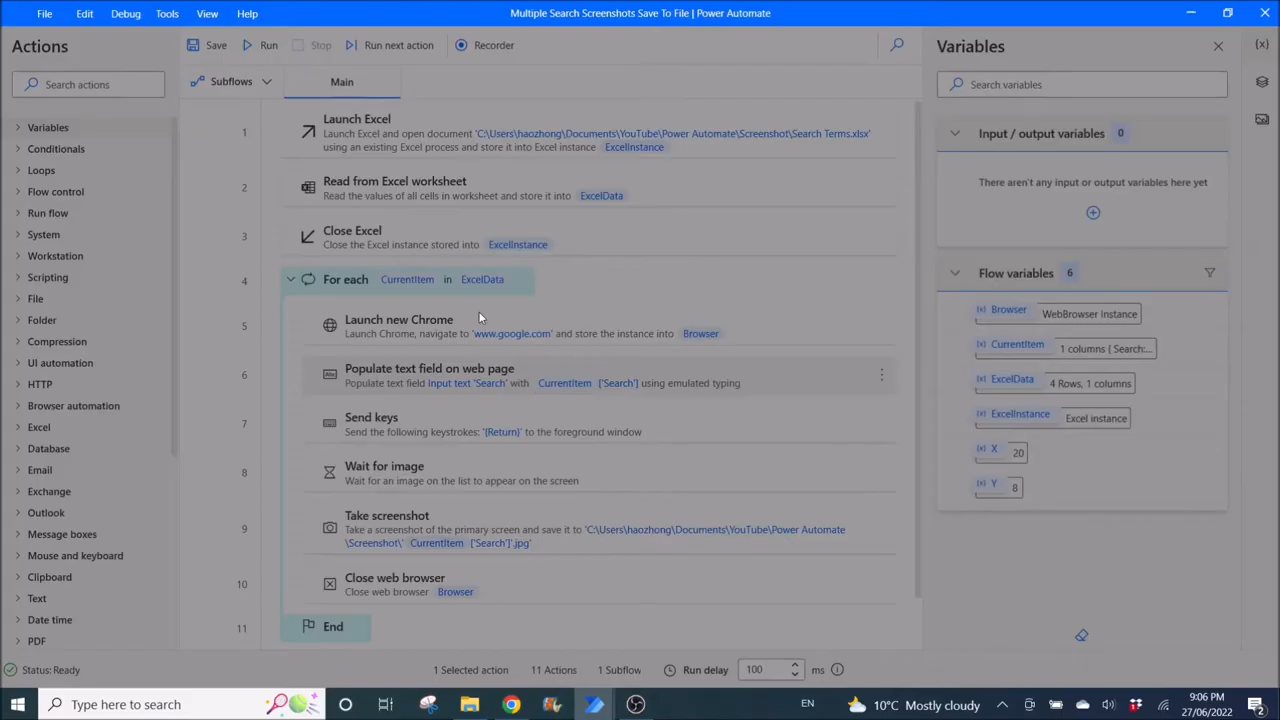 File Edit Debug Tools View Help
Multiple Search Screenshots Save To File | Power Automate
Actions
Search actions
Variables
Conditionals
Loops
Flow control
Run flow
System
Workstation
Scripting
File
Folder
Compression
UI automation
HTTP
Browser automation
Excel
Database
Email
Exchange
Outlook
Message boxes
Mouse and keyboard
Clipboard
Text
Date time
PDF
Save Run Stop Run next action Recorder
Subflows Main
1 Launch Excel
Launch Excel and open document 'C:\Users\haozhong\Documents\YouTube\Power Automate\Screenshot\Search Terms.xlsx'
using an existing Excel process and store it into Excel instance ExcelInstance
2 Read from Excel worksheet
Read the values of all cells in worksheet and store it into ExcelData
3 Close Excel
Close the Excel instance stored into ExcelInstance
4 For each CurrentItem in ExcelData
5 Launch new Chrome
Launch Chrome, navigate to 'www.google.com' and store the instance into Browser
6 Populate text field on web page
Populate text field Input text 'Search' with CurrentItem ['Search'] using emulated typing
7 Send keys
Send the following keystrokes: '{Return}' to the foreground window
8 Wait for image
Wait for an image on the list to appear on the screen
9 Take screenshot
Take a screenshot of the primary screen and save it to 'C:\Users\haozhong\Documents\YouTube\Power Automate
\Screenshot\' CurrentItem ['Search']'.jpg'
10 Close web browser
Close web browser Browser
11 End
Variables
{x}
Search variables
Input / output variables 0
There aren't any input or output variables here yet
Flow variables 6
Browser WebBrowser instance
CurrentItem 1 columns { Search:...
ExcelData 4 Rows, 1 columns
ExcelInstance Excel instance
X 20
Y 8
Status: Ready 1 Selected action 11 Actions 1 Subflow Run delay 100 ms
Type here to search
EN
10°C Mostly cloudy
9:06 PM
27/06/2022
2